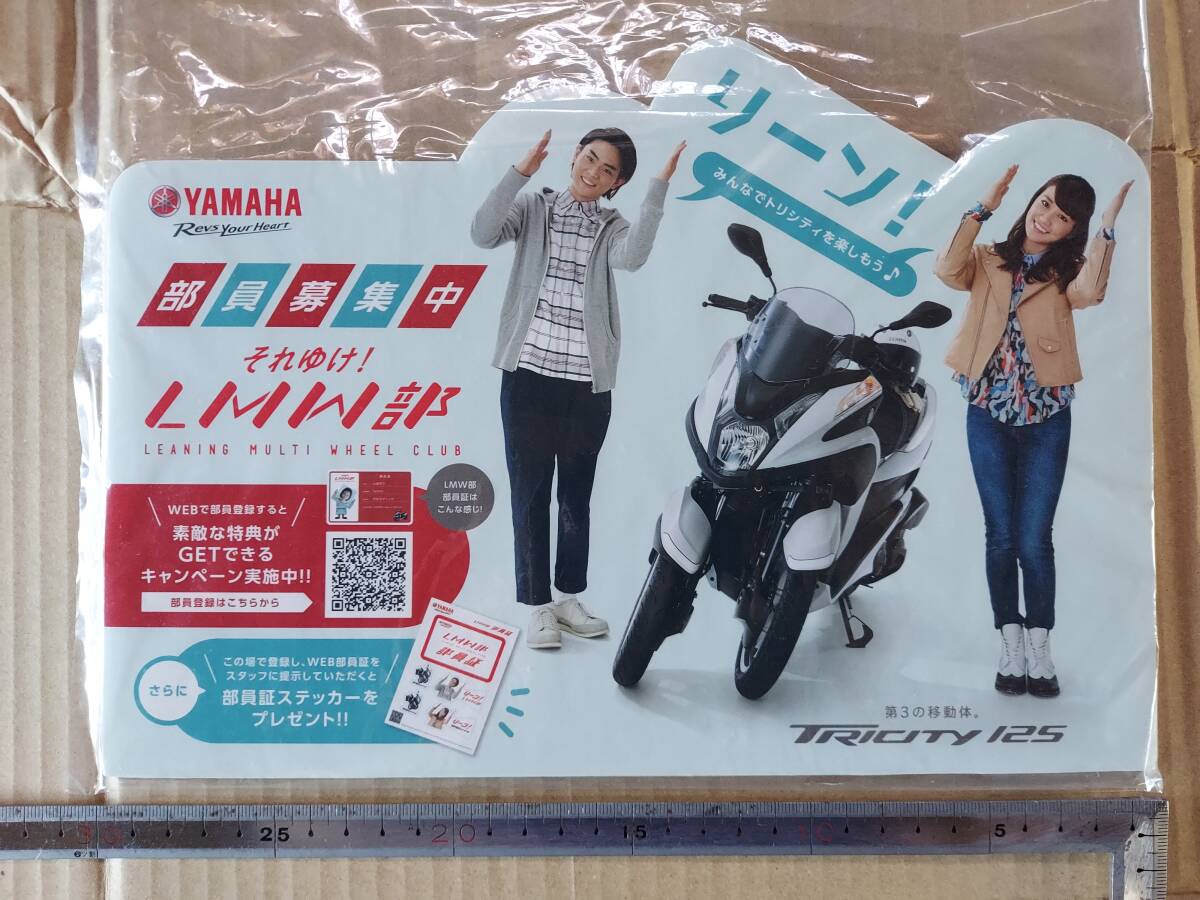 YAMAHA
Revs Your Heart
部員募集中
それゆけ!
LMW部
LEANING MULTI WHEEL CLUB
リーン!
みんなでトリシティを楽しもう♪
WEBで部員登録すると
素敵な特典が
GETできる
キャンペーン実施中!!
部員登録はこちらから
LMW部
部員証は
こんな感じ!
さらに
この場で登録し、WEB部員証を
スタッフに提示していただくと
部員証ステッカーを
プレゼント!!
YAMAHA
LMW部
部員証
リーン!
リーン!
第3の移動体。
TRICITY 125
30 25 20 15 10 5